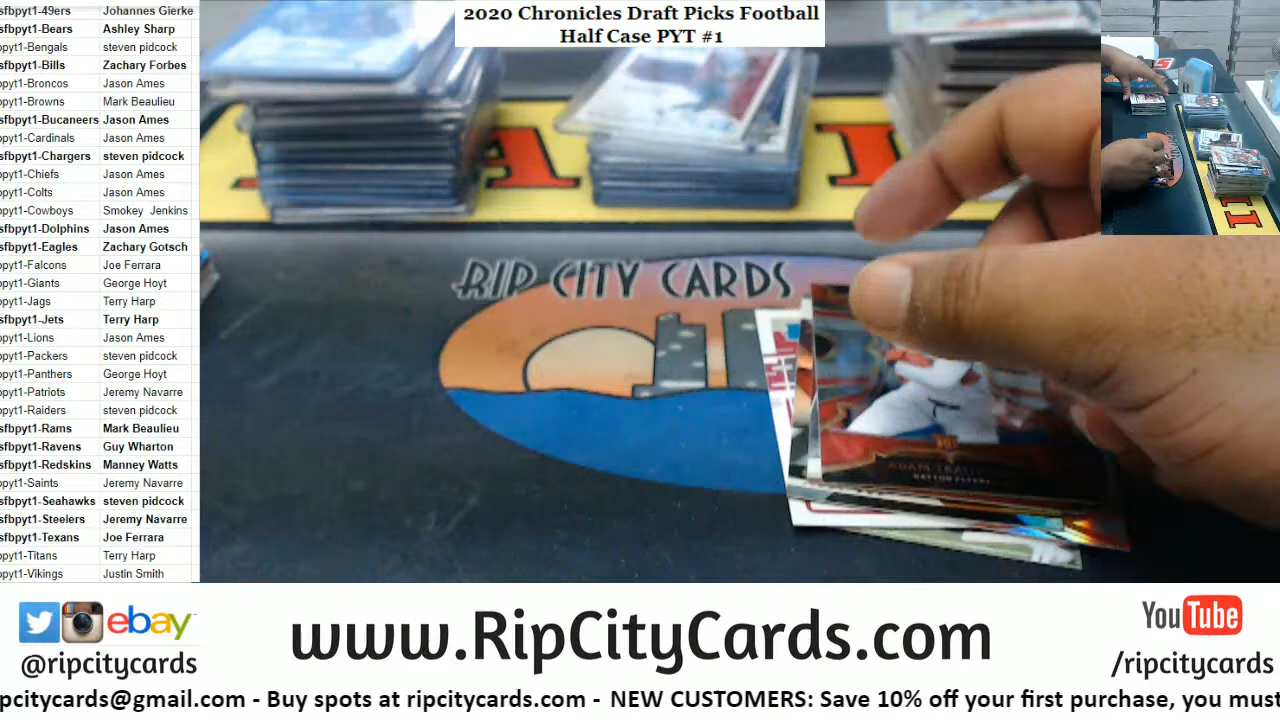 2020 Chronicles Draft Picks Football
Half Case PYT #1
sfbpyt1-49ers Johannes Gierke
sfbpyt1-Bears Ashley Sharp
pyt1-Bengals steven pidcock
sfbpyt1-Bills Zachary Forbes
pyt1-Broncos Jason Ames
pyt1-Browns Mark Beaulieu
sfbpyt1-Bucaneers Jason Ames
pyt1-Cardinals Jason Ames
sfbpyt1-Chargers steven pidcock
pyt1-Chiefs Jason Ames
pyt1-Colts Jason Ames
pyt1-Cowboys Smokey Jenkins
sfbpyt1-Dolphins Jason Ames
sfbpyt1-Eagles Zachary Gotsch
pyt1-Falcons Joe Ferrara
pyt1-Giants George Hoyt
pyt1-Jags Terry Harp
sfbpyt1-Jets Terry Harp
pyt1-Lions Jason Ames
pyt1-Packers steven pidcock
pyt1-Panthers George Hoyt
pyt1-Patriots Jeremy Navarre
pyt1-Raiders steven pidcock
sfbpyt1-Rams Mark Beaulieu
sfbpyt1-Ravens Guy Wharton
sfbpyt1-Redskins Manney Watts
pyt1-Saints Jeremy Navarre
sfbpyt1-Seahawks steven pidcock
sfbpyt1-Steelers Jeremy Navarre
sfbpyt1-Texans Joe Ferrara
pyt1-Titans Terry Harp
pyt1-Vikings Justin Smith
RIP CITY CARDS
ADAM
DAYTON FLYERS
ebay
@ripcitycards
www.RipCityCards.com
YouTube
/ripcitycards
pcitycards@gmail.com - Buy spots at ripcitycards.com - NEW CUSTOMERS: Save 10% off your first purchase, you must